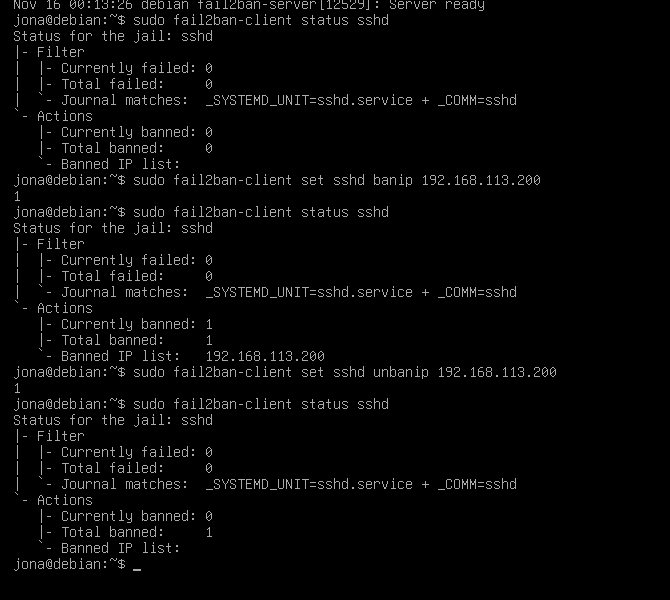 Nov 16 00:13:26 debian fail2ban-server[12529]: Server ready
jona@debian:~$ sudo fail2ban-client status sshd
Status for the jail: sshd
|- Filter
|  |- Currently failed: 0
|  |- Total failed:     0
|  `- Journal matches:  _SYSTEMD_UNIT=sshd.service + _COMM=sshd
`- Actions
   |- Currently banned: 0
   |- Total banned:     0
   `- Banned IP list:
jona@debian:~$ sudo fail2ban-client set sshd banip 192.168.113.200
1
jona@debian:~$ sudo fail2ban-client status sshd
Status for the jail: sshd
|- Filter
|  |- Currently failed: 0
|  |- Total failed:     0
|  `- Journal matches:  _SYSTEMD_UNIT=sshd.service + _COMM=sshd
`- Actions
   |- Currently banned: 1
   |- Total banned:     1
   `- Banned IP list:   192.168.113.200
jona@debian:~$ sudo fail2ban-client set sshd unbanip 192.168.113.200
1
jona@debian:~$ sudo fail2ban-client status sshd
Status for the jail: sshd
|- Filter
|  |- Currently failed: 0
|  |- Total failed:     0
|  `- Journal matches:  _SYSTEMD_UNIT=sshd.service + _COMM=sshd
`- Actions
   |- Currently banned: 0
   |- Total banned:     1
   `- Banned IP list:
jona@debian:~$ _